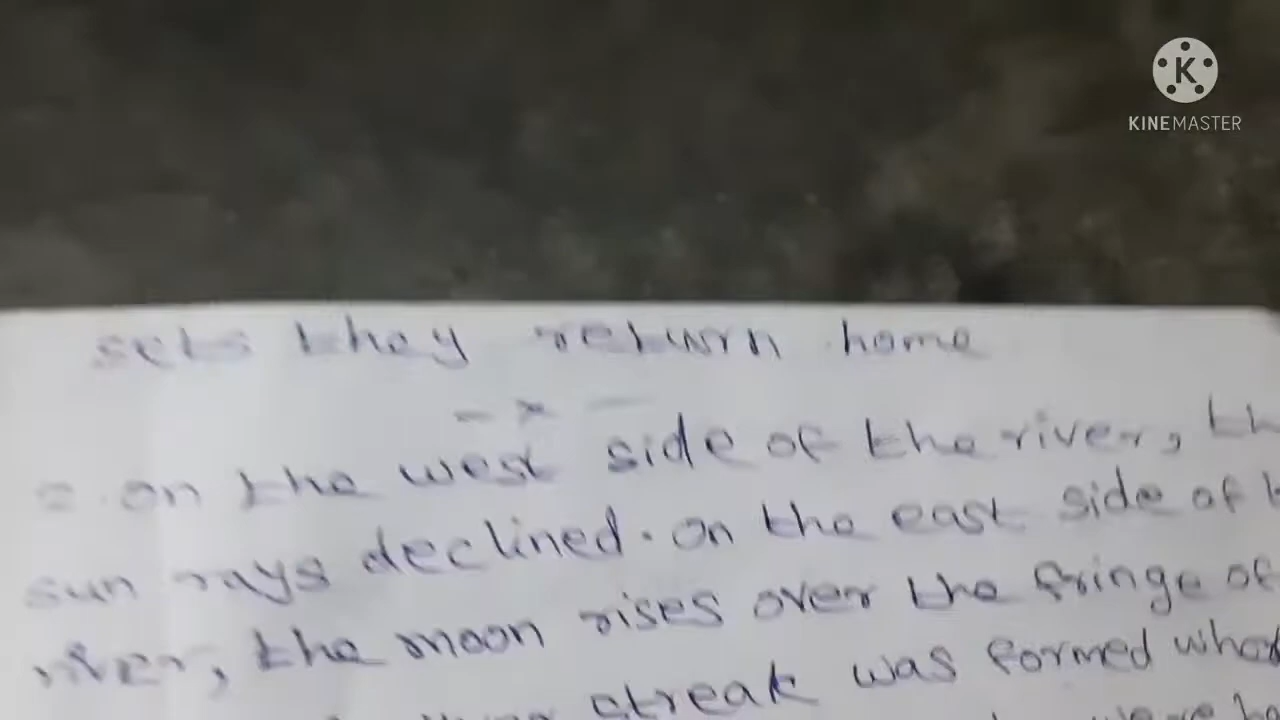 KINEMASTER
sets they return home
- x -
on the west side of the river, th
sun rays declined. on the east side of
river, the moon rises over the fringe of
streak was formed